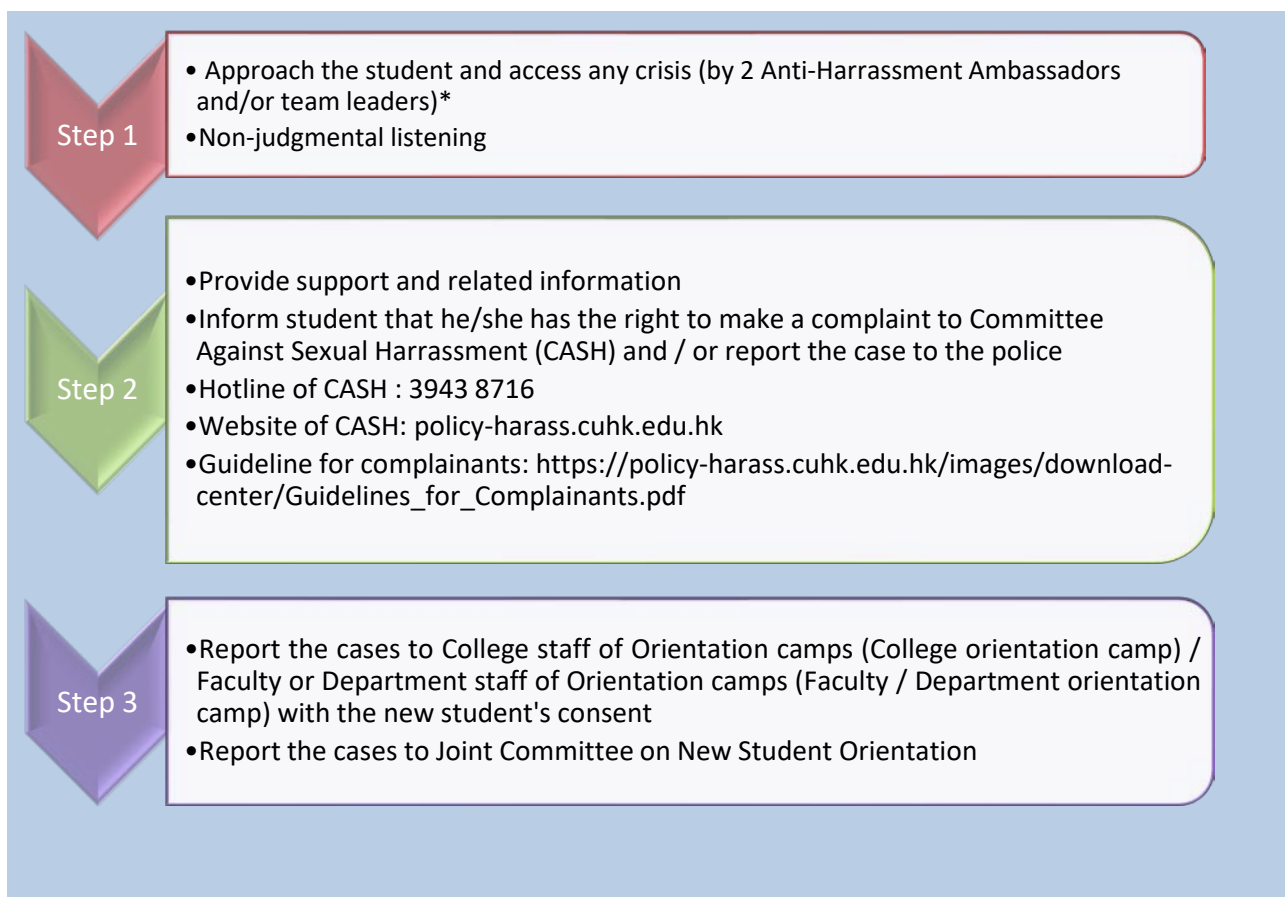 Step 1
• Approach the student and access any crisis (by 2 Anti-Harrassment Ambassadors
and/or team leaders)*
•Non-judgmental listening
Step 2
•Provide support and related information
•Inform student that he/she has the right to make a complaint to Committee
Against Sexual Harrassment (CASH) and / or report the case to the police
•Hotline of CASH : 3943 8716
•Website of CASH: policy-harass.cuhk.edu.hk
•Guideline for complainants: https://policy-harass.cuhk.edu.hk/images/download-
center/Guidelines_for_Complainants.pdf
Step 3
•Report the cases to College staff of Orientation camps (College orientation camp) /
Faculty or Department staff of Orientation camps (Faculty / Department orientation
camp) with the new student's consent
•Report the cases to Joint Committee on New Student Orientation